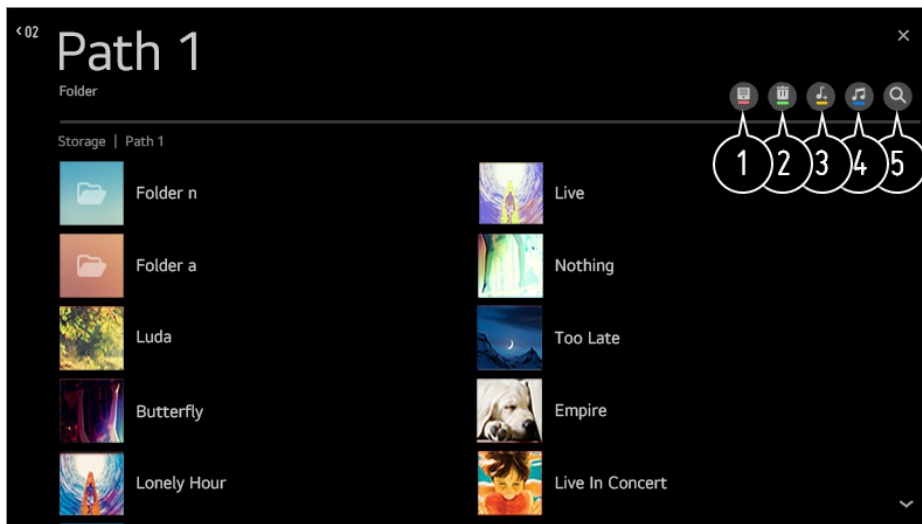 <02
Path 1
×
Folder
1 2 3 4 5
Storage | Path 1
Folder n
Live
Folder a
Nothing
Luda
Too Late
Butterfly
Empire
Lonely Hour
Live In Concert